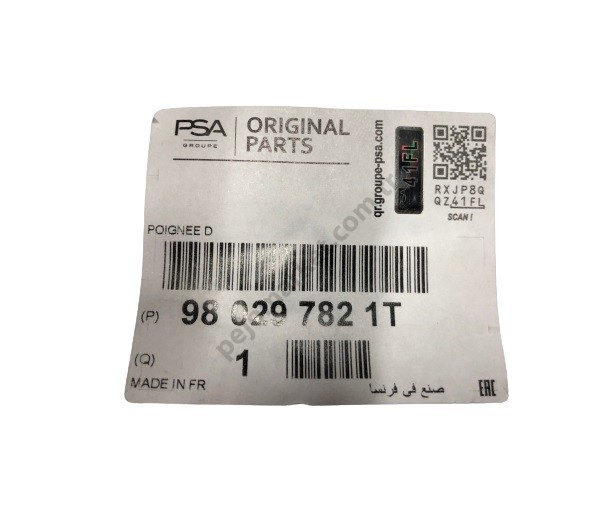 PSA
GROUPE
ORIGINAL
PARTS
qr.groupe-psa.com
41FL
RXJP8Q
QZ41FL
SCAN!
POIGNEE D
(P) 98 029 782 1T
(Q) 1
MADE IN FR
صنع في فرنسا
EAC